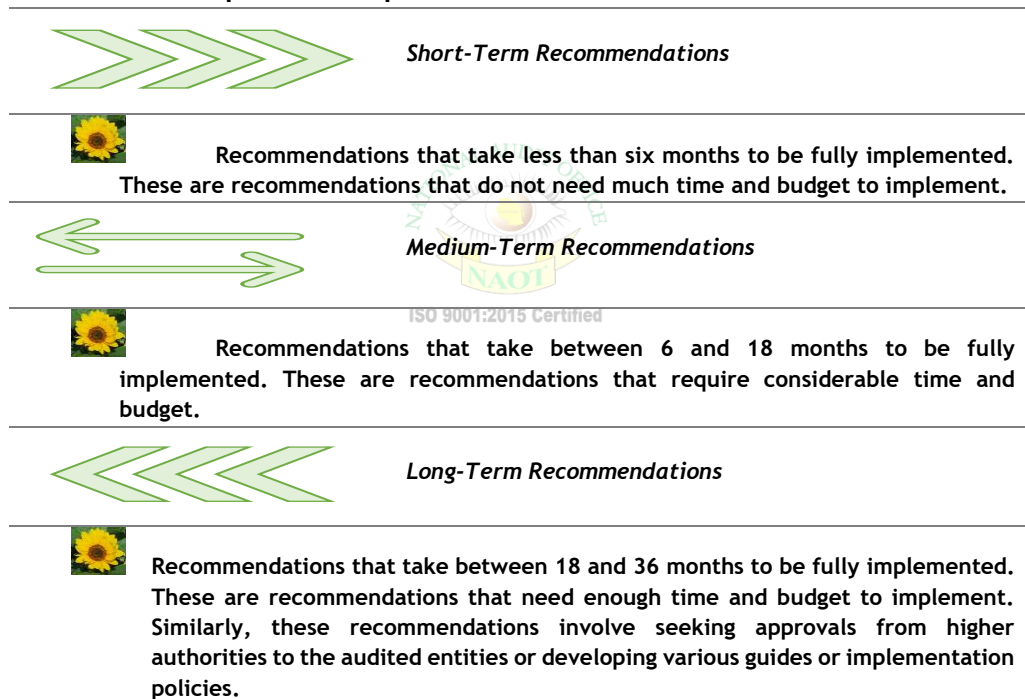 Short-Term Recommendations
Recommendations that take less than six months to be fully implemented.
These are recommendations that do not need much time and budget to implement.
NATIONAL AUDIT OFFICE
Medium-Term Recommendations
NAOT
ISO 9001:2015 Certified
Recommendations that take between 6 and 18 months to be fully
implemented. These are recommendations that require considerable time and
budget.
Long-Term Recommendations
Recommendations that take between 18 and 36 months to be fully implemented.
These are recommendations that need enough time and budget to implement.
Similarly, these recommendations involve seeking approvals from higher
authorities to the audited entities or developing various guides or implementation
policies.